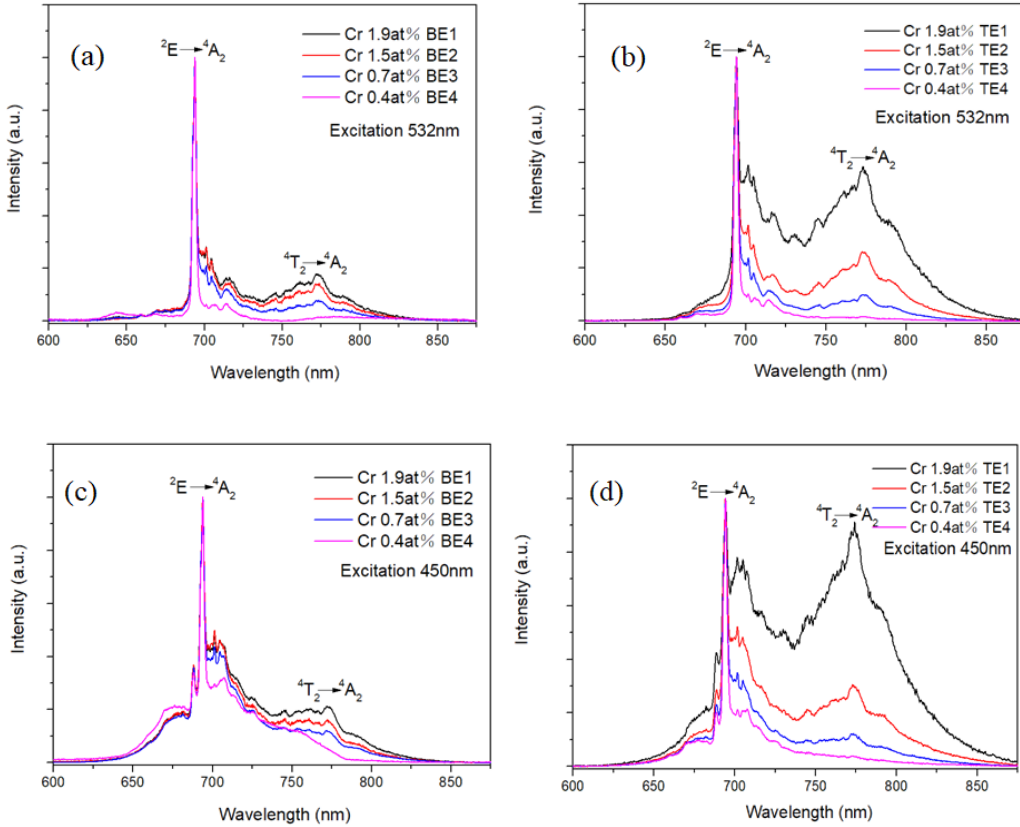 (a)
²E→⁴A₂
Cr 1.9at% BE1
Cr 1.5at% BE2
Cr 0.7at% BE3
Cr 0.4at% BE4
Excitation 532nm
⁴T₂→⁴A₂
Intensity (a.u.)
600 650 700 750 800 850
Wavelength (nm)
(b)
²E→⁴A₂
Cr 1.9at% TE1
Cr 1.5at% TE2
Cr 0.7at% TE3
Cr 0.4at% TE4
Excitation 532nm
⁴T₂→⁴A₂
Intensity (a.u.)
600 650 700 750 800 850
Wavelength (nm)
(c)
²E→⁴A₂
Cr 1.9at% BE1
Cr 1.5at% BE2
Cr 0.7at% BE3
Cr 0.4at% BE4
Excitation 450nm
⁴T₂→⁴A₂
Intensity (a.u.)
600 650 700 750 800 850
Wavelength (nm)
(d)
²E→⁴A₂
Cr 1.9at% TE1
Cr 1.5at% TE2
Cr 0.7at% TE3
Cr 0.4at% TE4
Excitation 450nm
⁴T₂→⁴A₂
Intensity (a.u.)
600 650 700 750 800 850
Wavelength (nm)